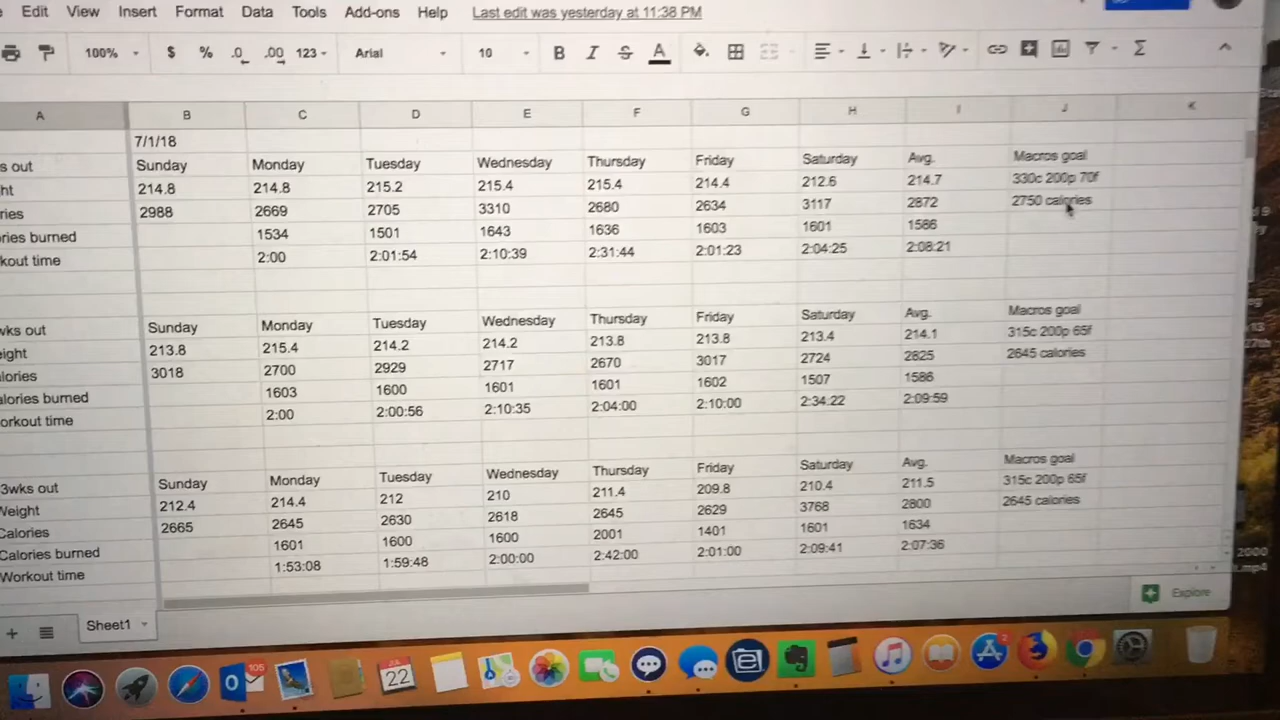 Edit View Insert Format Data Tools Add-ons Help Last edit was yesterday at 11:38 PM
100% $ % .0 .00 123 Arial 10 B I S A Σ
A B C D E F G H I J K
7/1/18
s out Sunday Monday Tuesday Wednesday Thursday Friday Saturday Avg. Macros goal
ht 214.8 214.8 215.2 215.4 215.4 214.4 212.6 214.7 330c 200p 70f
ries 2988 2669 2705 3310 2680 2634 3117 2872 2750 calories
ories burned 1534 1501 1643 1636 1603 1601 1586
kout time 2:00 2:01:54 2:10:39 2:31:44 2:01:23 2:04:25 2:08:21
wks out Sunday Monday Tuesday Wednesday Thursday Friday Saturday Avg. Macros goal
eight 213.8 215.4 214.2 214.2 213.8 213.8 213.4 214.1 315c 200p 65f
alories 3018 2700 2929 2717 2670 3017 2724 2825 2645 calories
alories burned 1603 1600 1601 1601 1602 1507 1586
orkout time 2:00 2:00:56 2:10:35 2:04:00 2:10:00 2:34:22 2:09:59
3wks out Sunday Monday Tuesday Wednesday Thursday Friday Saturday Avg. Macros goal
Weight 212.4 214.4 212 210 211.4 209.8 210.4 211.5 315c 200p 65f
Calories 2665 2645 2630 2618 2645 2629 3768 2800 2645 calories
Calories burned 1601 1600 1600 2001 1401 1601 1634
Workout time 1:53:08 1:59:48 2:00:00 2:42:00 2:01:00 2:09:41 2:07:36
Explore
+ Sheet1
2000
.mp4
105
JUL
22
2